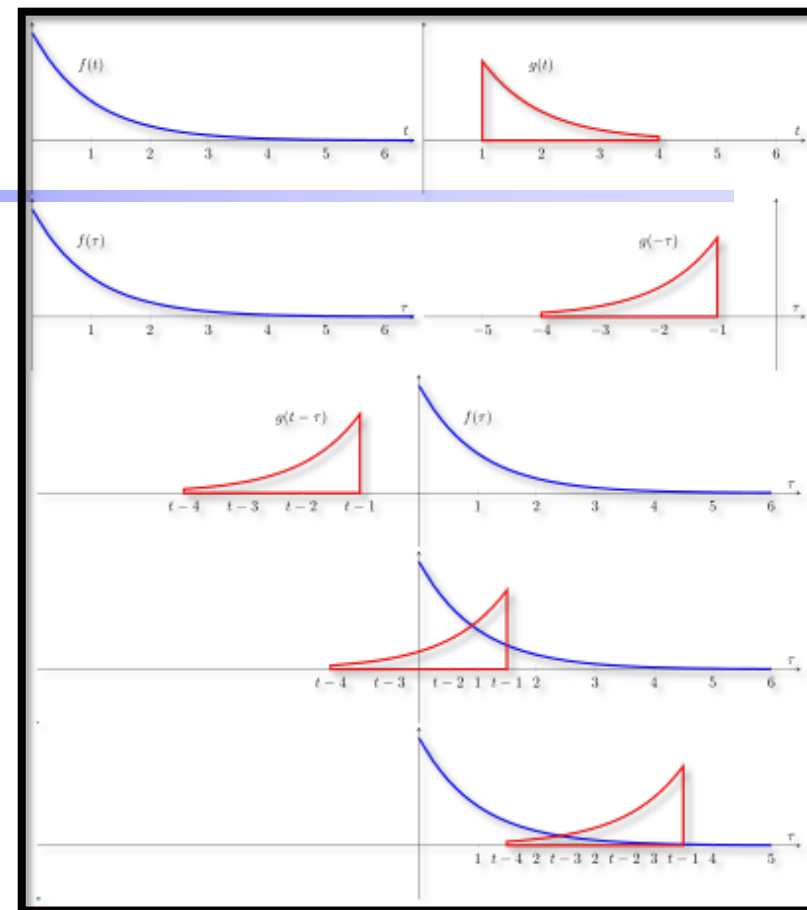 f(t) g(t)
t t
1 2 3 4 5 6 1 2 3 4 5 6
f(τ) g(−τ)
τ τ
1 2 3 4 5 6 −5 −4 −3 −2 −1
g(t − τ) f(τ)
τ
t − 4 t − 3 t − 2 t − 1 1 2 3 4 5 6
τ
t − 4 t − 3 t − 2 1 t − 1 2 3 4 5 6
τ
1 t − 4 2 t − 3 2 t − 2 3 t − 1 4 5